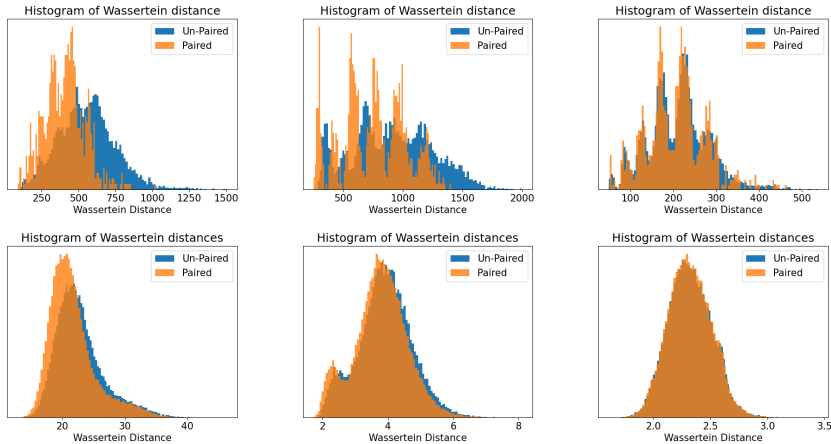 Histogram of Wassertein distance
Un-Paired
Paired
250 500 750 1000 1250 1500
Wassertein Distance
Histogram of Wassertein distance
Un-Paired
Paired
500 1000 1500 2000
Wassertein Distance
Histogram of Wassertein distance
Un-Paired
Paired
100 200 300 400 500
Wassertein Distance
Histogram of Wassertein distances
Un-Paired
Paired
20 30 40
Wassertein Distance
Histogram of Wassertein distances
Un-Paired
Paired
2 4 6 8
Wassertein Distance
Histogram of Wassertein distances
Un-Paired
Paired
2.0 2.5 3.0 3.5
Wassertein Distance